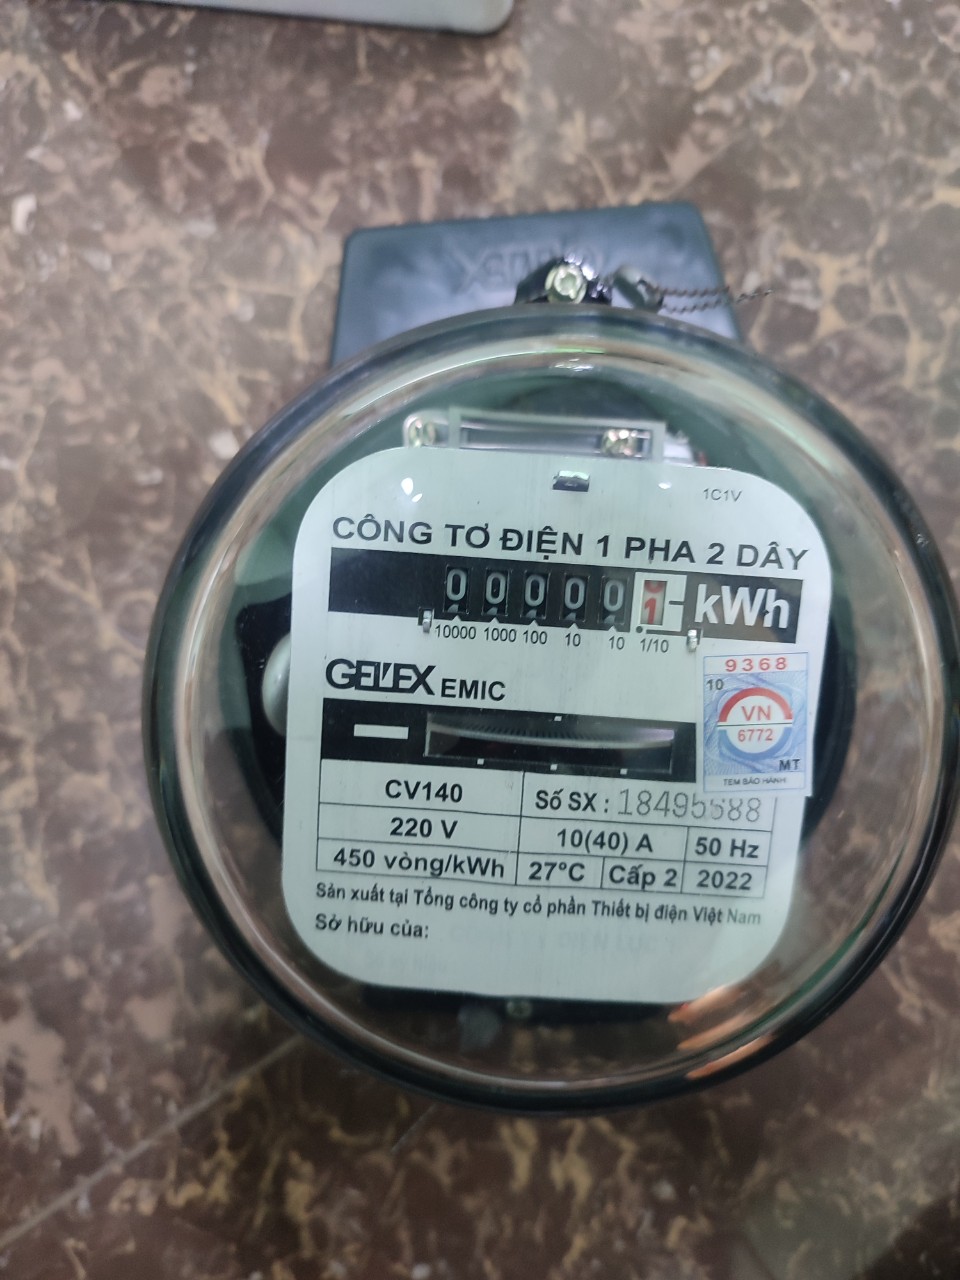 1C1V
CÔNG TƠ ĐIỆN 1 PHA 2 DÂY
0 0 0 0 0 1 kWh
10000 1000 100 10 10 1/10
GELEX EMIC
9368
10
VN
6772
MT
TEM BẢO HÀNH
CV140 Số SX : 18495588
220 V 10(40) A 50 Hz
450 vòng/kWh 27°C Cấp 2 2022
Sản xuất tại Tổng công ty cổ phần Thiết bị điện Việt Nam
Sở hữu của: